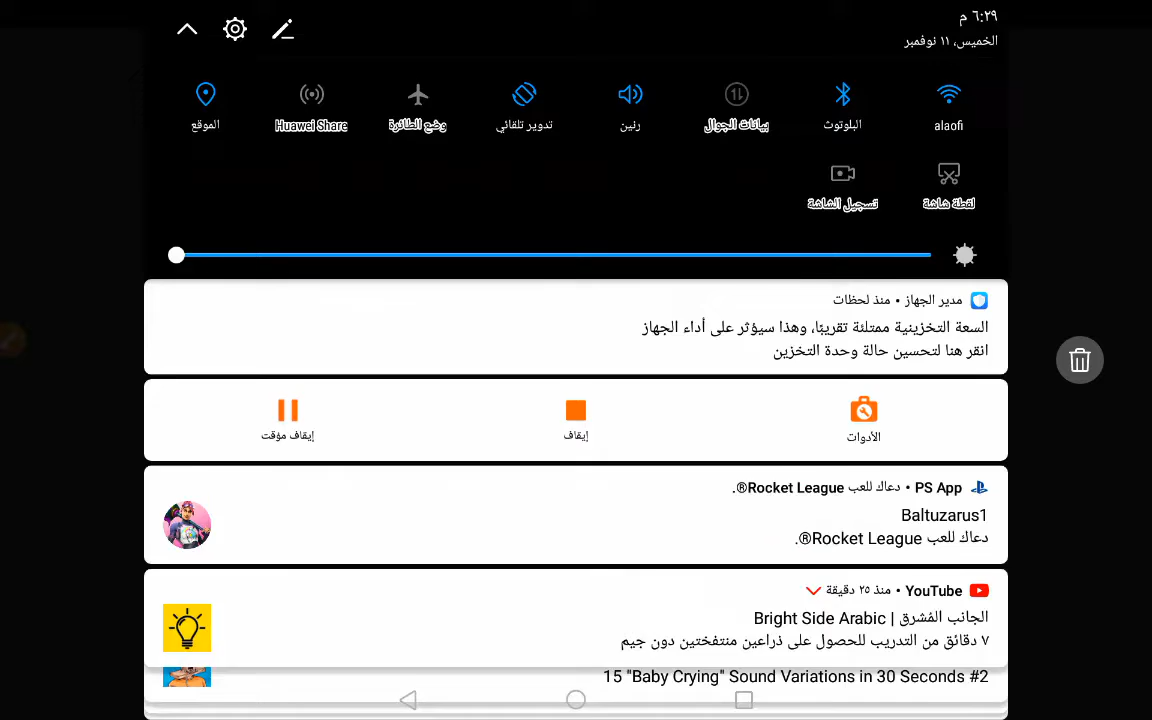 ٦:٢٩ م
الخميس، ١١ نوفمبر
alaofi
البلوتوث
بيانات الجوال
رنين
تدوير تلقائي
وضع الطائرة
Huawei Share
الموقع
لقطة شاشة
تسجيل الشاشة
مدير الجهاز • منذ لحظات
السعة التخزينية ممتلئة تقريبًا، وهذا سيؤثر على أداء الجهاز
انقر هنا لتحسين حالة وحدة التخزين
الأدوات
إيقاف
إيقاف مؤقت
PS App • دعاك للعب Rocket League®.
Baltuzarus1
دعاك للعب Rocket League®.
YouTube • منذ ٢٥ دقيقة
الجانب المُشرق | Bright Side Arabic
٧ دقائق من التدريب للحصول على ذراعين منتفختين دون جيم
15 "Baby Crying" Sound Variations in 30 Seconds #2